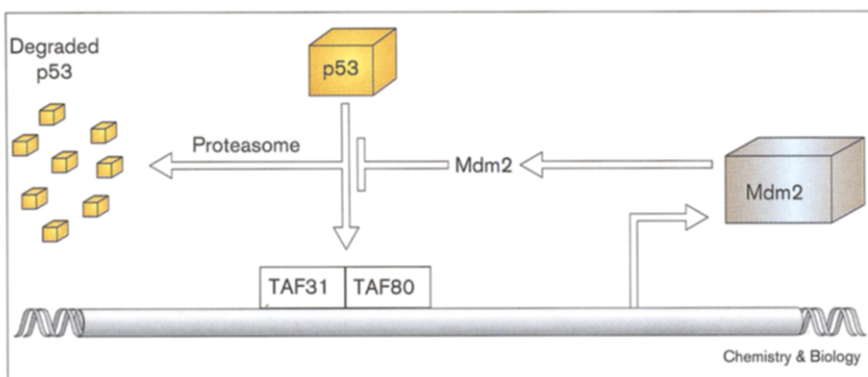 Degraded
p53
p53
Proteasome
Mdm2
Mdm2
TAF31
TAF80
Chemistry & Biology